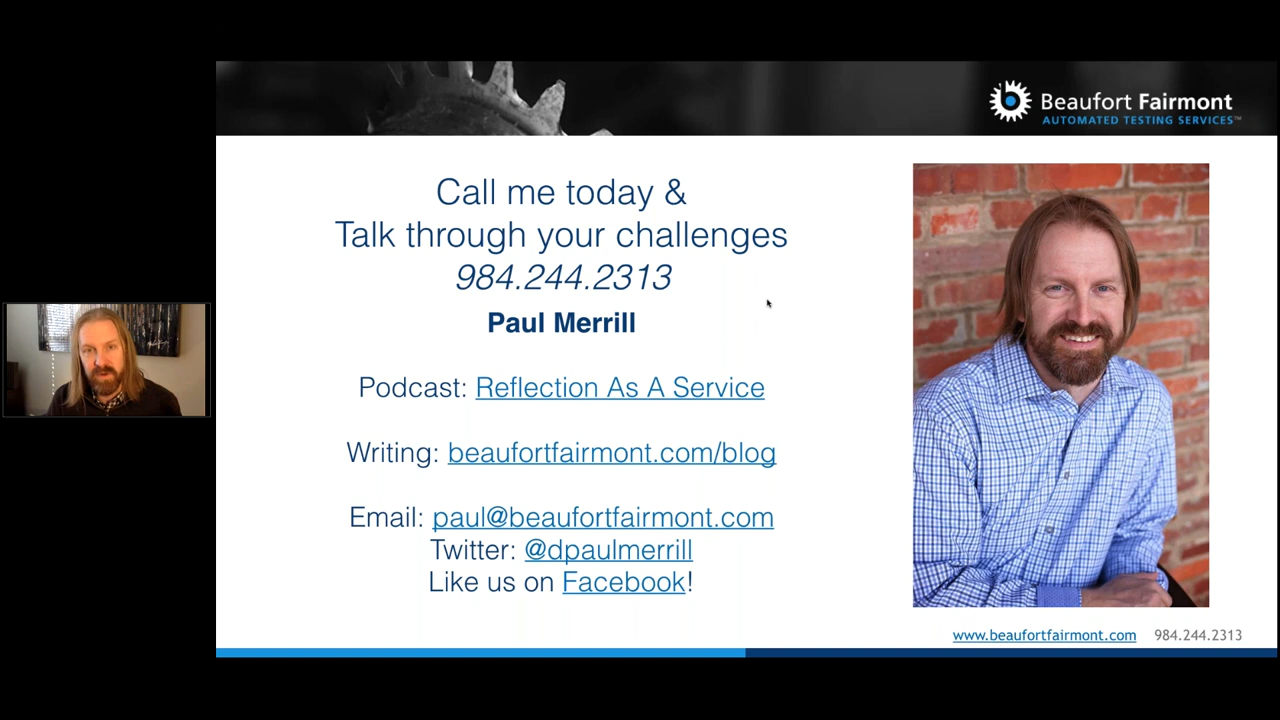 Beaufort Fairmont
AUTOMATED TESTING SERVICES™
Call me today &
Talk through your challenges
984.244.2313
Paul Merrill
Podcast: Reflection As A Service
Writing: beaufortfairmont.com/blog
Email: paul@beaufortfairmont.com
Twitter: @dpaulmerrill
Like us on Facebook!
www.beaufortfairmont.com 984.244.2313